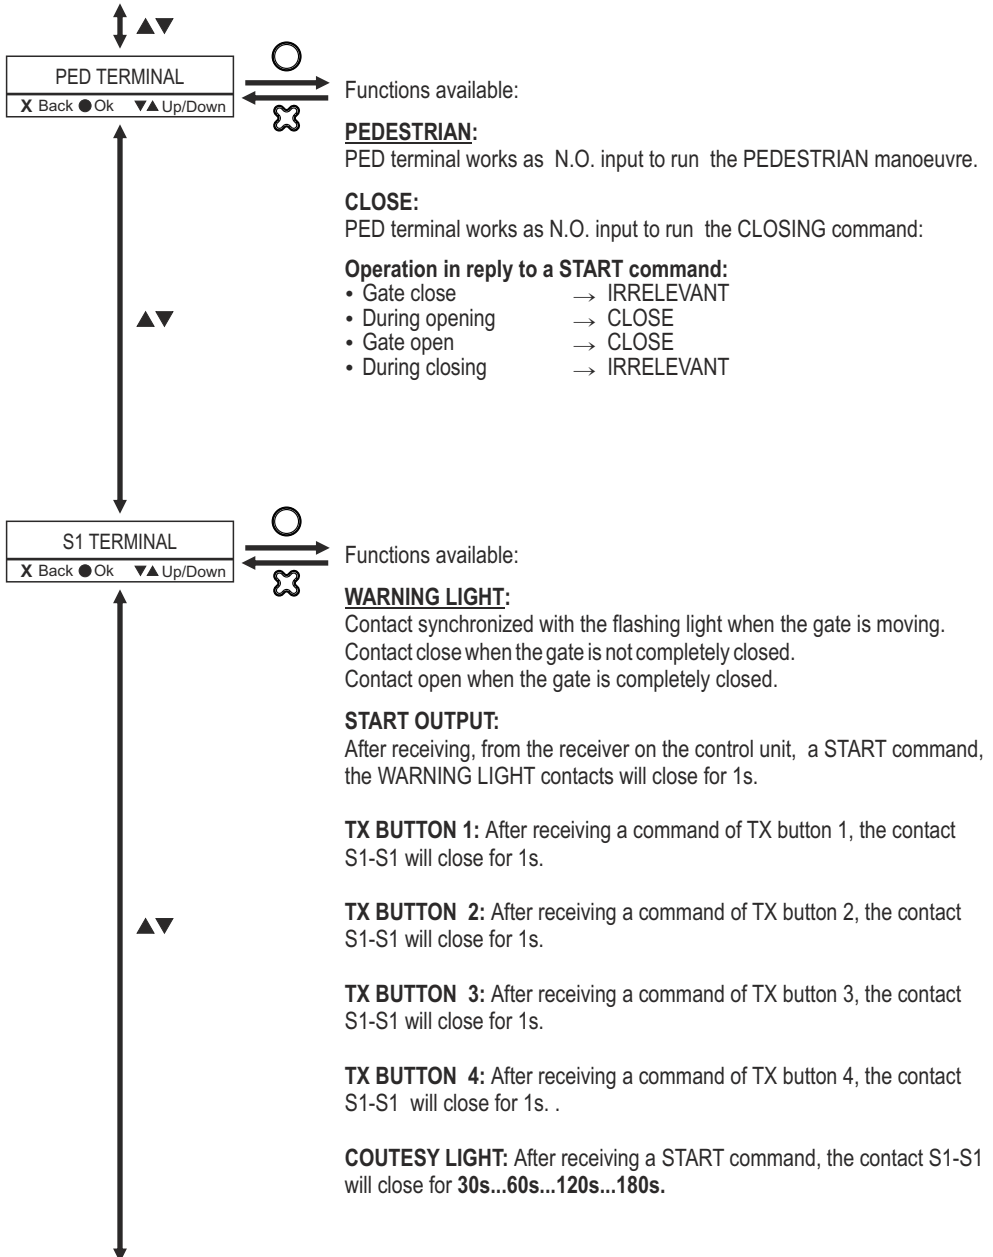 ▲▼
PED TERMINAL
X Back ●Ok ▼▲Up/Down
Functions available:
PEDESTRIAN:
PED terminal works as N.O. input to run the PEDESTRIAN manoeuvre.
CLOSE:
PED terminal works as N.O. input to run the CLOSING command:
Operation in reply to a START command:
• Gate close → IRRELEVANT
• During opening → CLOSE
• Gate open → CLOSE
• During closing → IRRELEVANT
▲▼
S1 TERMINAL
X Back ●Ok ▼▲Up/Down
Functions available:
WARNING LIGHT:
Contact synchronized with the flashing light when the gate is moving.
Contact close when the gate is not completely closed.
Contact open when the gate is completely closed.
START OUTPUT:
After receiving, from the receiver on the control unit, a START command,
the WARNING LIGHT contacts will close for 1s.
TX BUTTON 1: After receiving a command of TX button 1, the contact
S1-S1 will close for 1s.
TX BUTTON 2: After receiving a command of TX button 2, the contact
S1-S1 will close for 1s.
▲▼
TX BUTTON 3: After receiving a command of TX button 3, the contact
S1-S1 will close for 1s.
TX BUTTON 4: After receiving a command of TX button 4, the contact
S1-S1 will close for 1s. .
COUTESY LIGHT: After receiving a START command, the contact S1-S1
will close for 30s...60s...120s...180s.